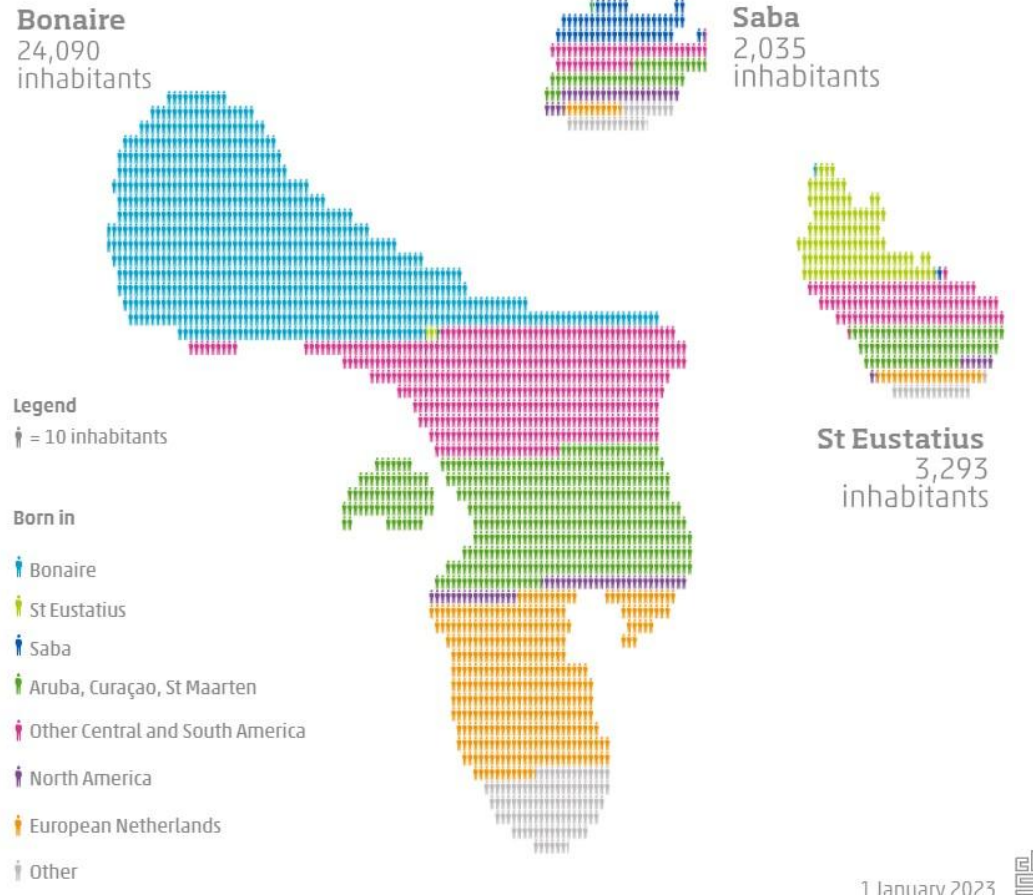 Bonaire
24,090
inhabitants
Saba
2,035
inhabitants
St Eustatius
3,293
inhabitants
Legend
= 10 inhabitants
Born in
Bonaire
St Eustatius
Saba
Aruba, Curaçao, St Maarten
Other Central and South America
North America
European Netherlands
Other
1 January 2023